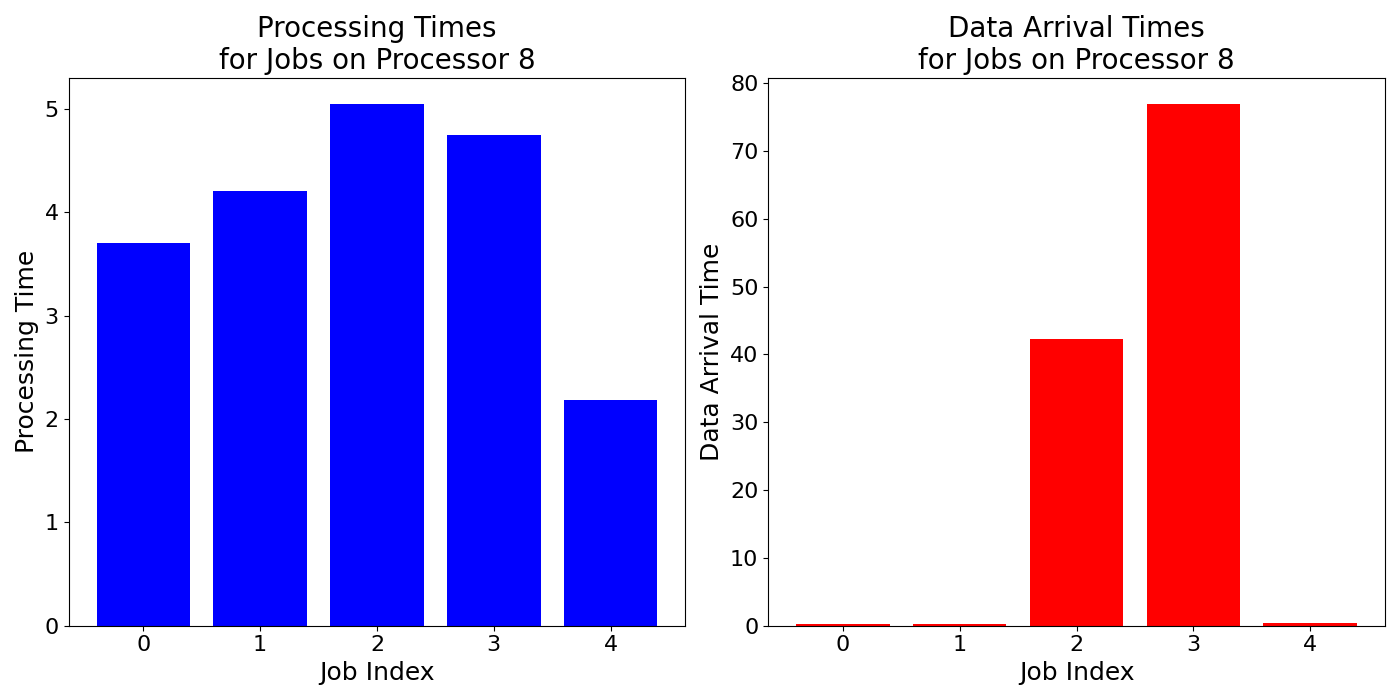 Processing Times
for Jobs on Processor 8
Processing Time
5
4
3
2
1
0
0 1 2 3 4
Job Index
Data Arrival Times
for Jobs on Processor 8
Data Arrival Time
80
70
60
50
40
30
20
10
0
0 1 2 3 4
Job Index